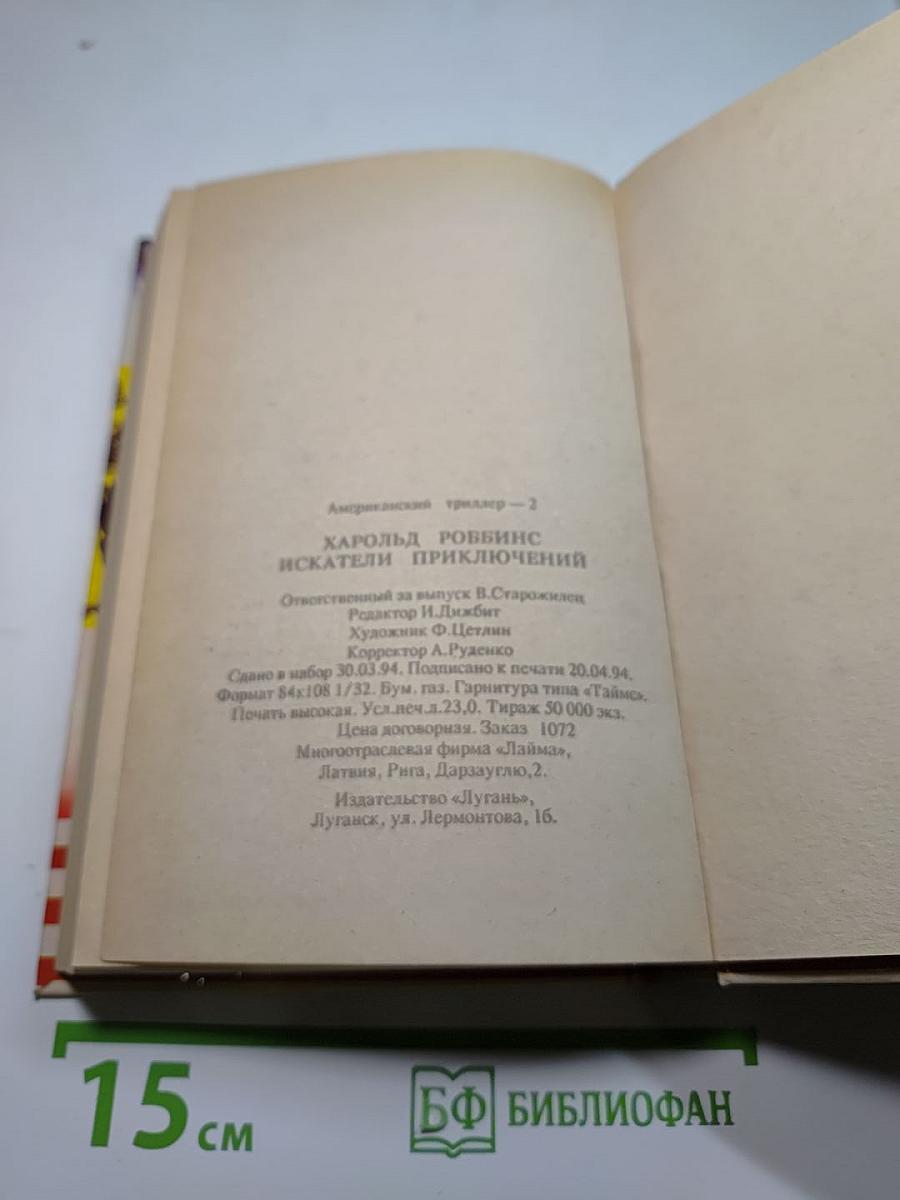 Американский триллер — 2
ХАРОЛЬД РОББИНС
ИСКАТЕЛИ ПРИКЛЮЧЕНИЙ
Ответственный за выпуск В.Старожилец
Редактор И.Дижбит
Художник Ф.Цетлин
Корректор А.Руденко
Сдано в набор 30.03.94. Подписано к печати 20.04.94.
Формат 84х108 1/32. Бум. газ. Гарнитура типа «Таймс».
Печать высокая. Усл.печ.л.23,0. Тираж 50 000 экз.
Цена договорная. Заказ 1072
Многоотраслевая фирма «Лайма»,
Латвия, Рига, Дарзауглю,2.
Издательство «Лугань»,
Луганск, ул. Лермонтова, 1б.
15 см
БФ БИБЛИОФАН